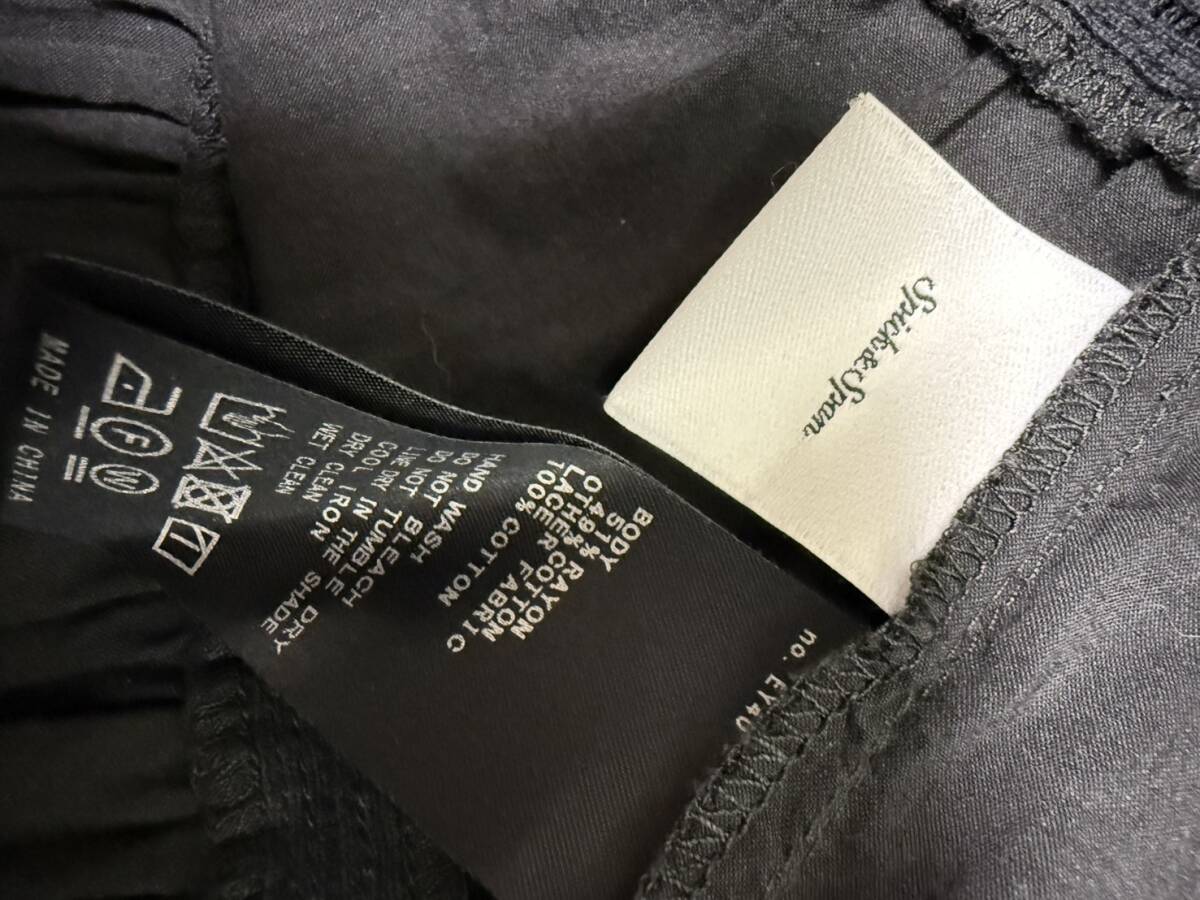 Spick & Span
no. EY40
BODY
51% RAYON
49% COTTON
OTHER FABRIC
LACE
100% COTTON
HAND WASH
DO NOT BLEACH
DO NOT TUMBLE DRY
LINE DRY IN THE SHADE
COOL IRON
DRY CLEAN
WET CLEAN
F
W
MADE IN CHINA